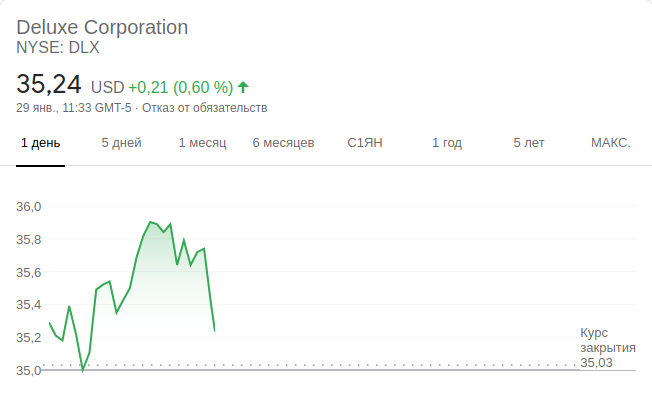 Deluxe Corporation
NYSE: DLX
35,24 USD +0,21 (0,60 %)
29 янв., 11:33 GMT-5 · Отказ от обязательств
1 день 5 дней 1 месяц 6 месяцев С1ЯН 1 год 5 лет МАКС.
36,0
35,8
35,6
35,4
35,2
35,0
Курс
закрытия
35,03